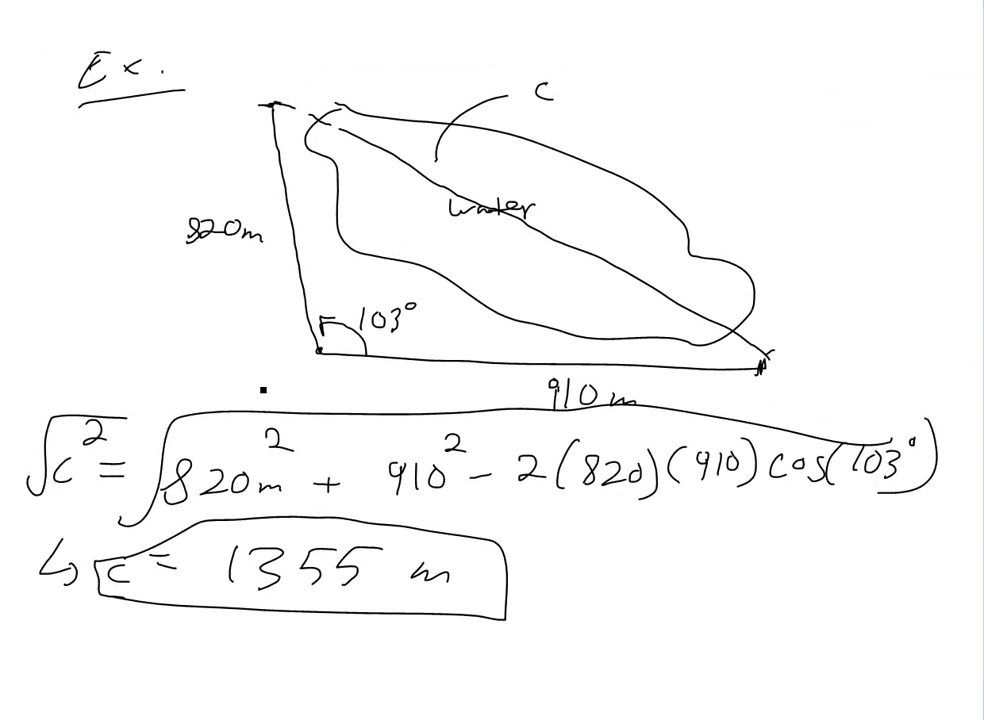 Ex.
C
water
820m
103°
910 m
√c² = √820m² + 910² - 2(820)(910)cos(103°)
↳ c = 1355 m